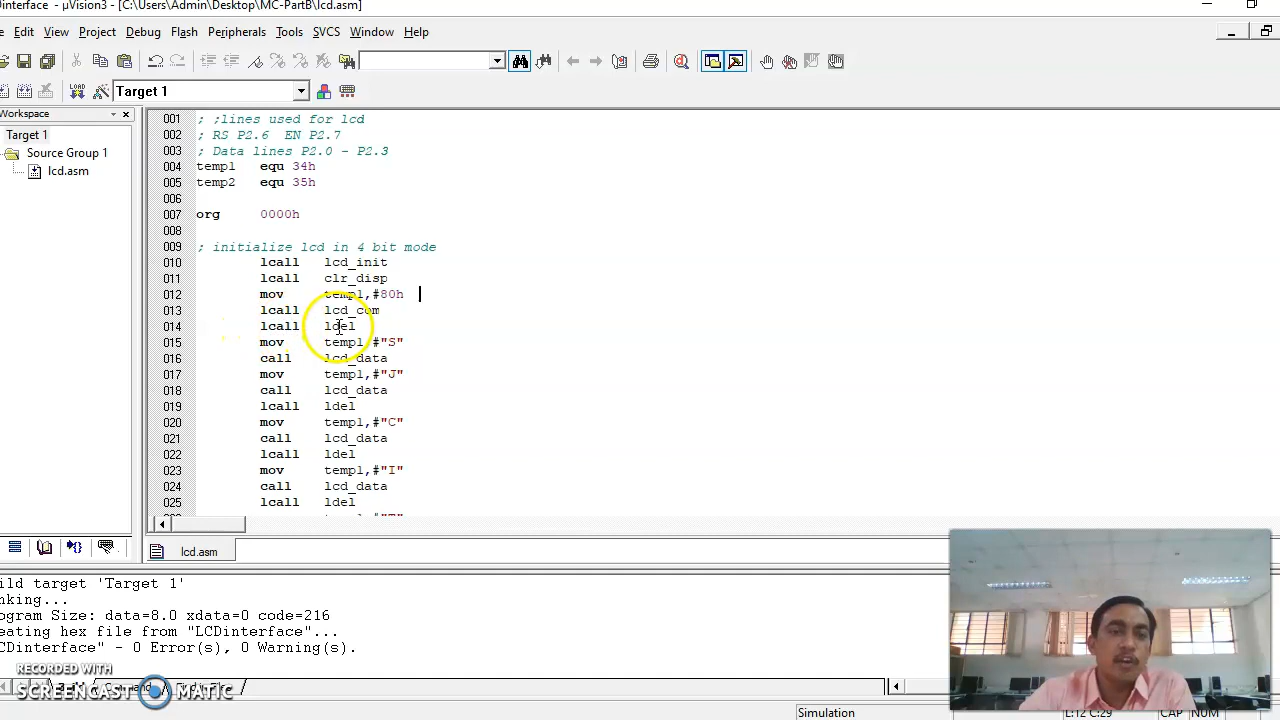 interface - µVision3 - [C:\Users\Admin\Desktop\MC-PartB\lcd.asm]
Edit View Project Debug Flash Peripherals Tools SVCS Window Help
LOAD Target 1
Workspace
Target 1
Source Group 1
lcd.asm
001 ; ;lines used for lcd
002 ; RS P2.6 EN P2.7
003 ; Data lines P2.0 - P2.3
004 temp1 equ 34h
005 temp2 equ 35h
006
007 org 0000h
008
009 ; initialize lcd in 4 bit mode
010 lcall lcd_init
011 lcall clr_disp
012 mov temp1,#80h
013 lcall lcd_com
014 lcall ldel
015 mov temp1,#"S"
016 call lcd_data
017 mov temp1,#"J"
018 call lcd_data
019 lcall ldel
020 mov temp1,#"C"
021 call lcd_data
022 lcall ldel
023 mov temp1,#"I"
024 call lcd_data
025 lcall ldel
lcd.asm
ild target 'Target 1'
nking...
ogram Size: data=8.0 xdata=0 code=216
eating hex file from "LCDinterface"...
CDinterface" - 0 Error(s), 0 Warning(s).
RECORDED WITH
SCREENCAST MATIC
Simulation L:12 C:29 CAP NUM